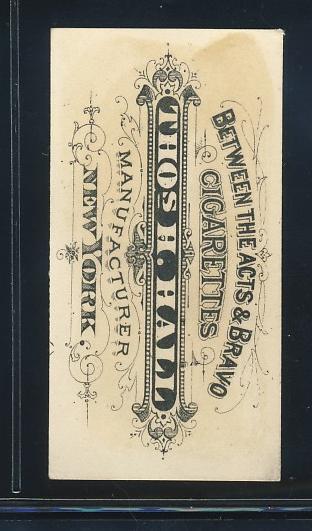 BETWEEN THE ACTS & BRAVO
CIGARETTES
THOS H HALL
MANUFACTURER
NEW YORK